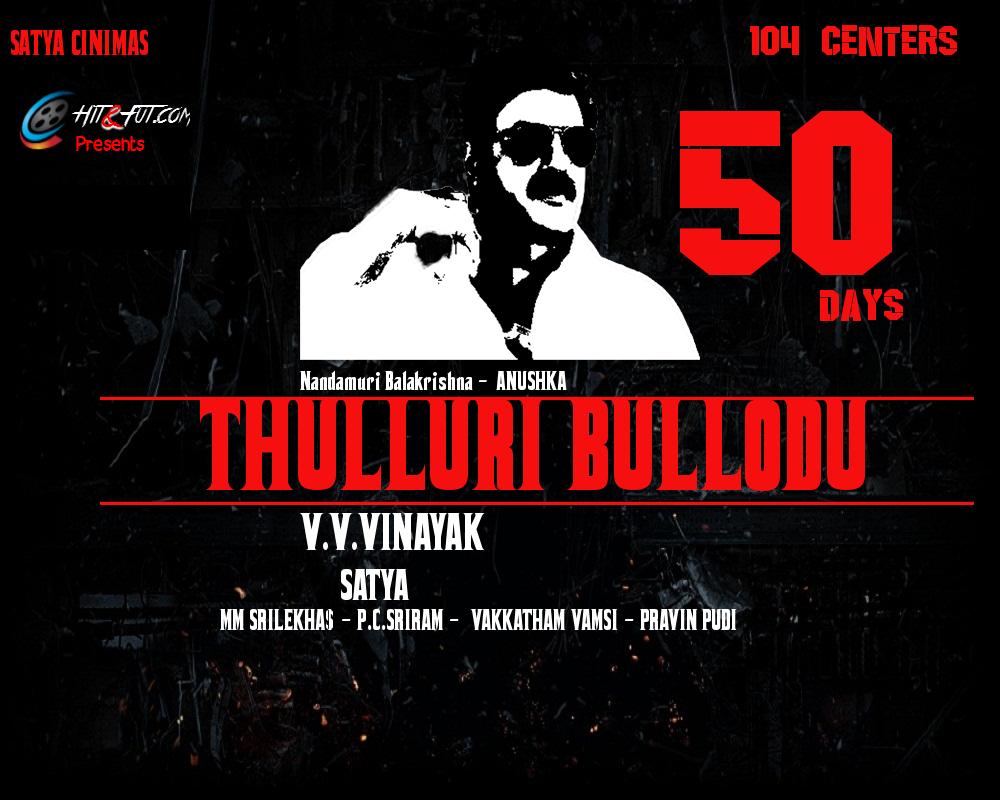 SATYA CINIMAS
104 CENTERS
HIT&FUT.COM
Presents
50
DAYS
Nandamuri Balakrishna - ANUSHKA
THULLURI BULLODU
V.V.VINAYAK
SATYA
MM SRILEKHA$ - P.C.SRIRAM - VAKKATHAM VAMSI - PRAVIN PUDI